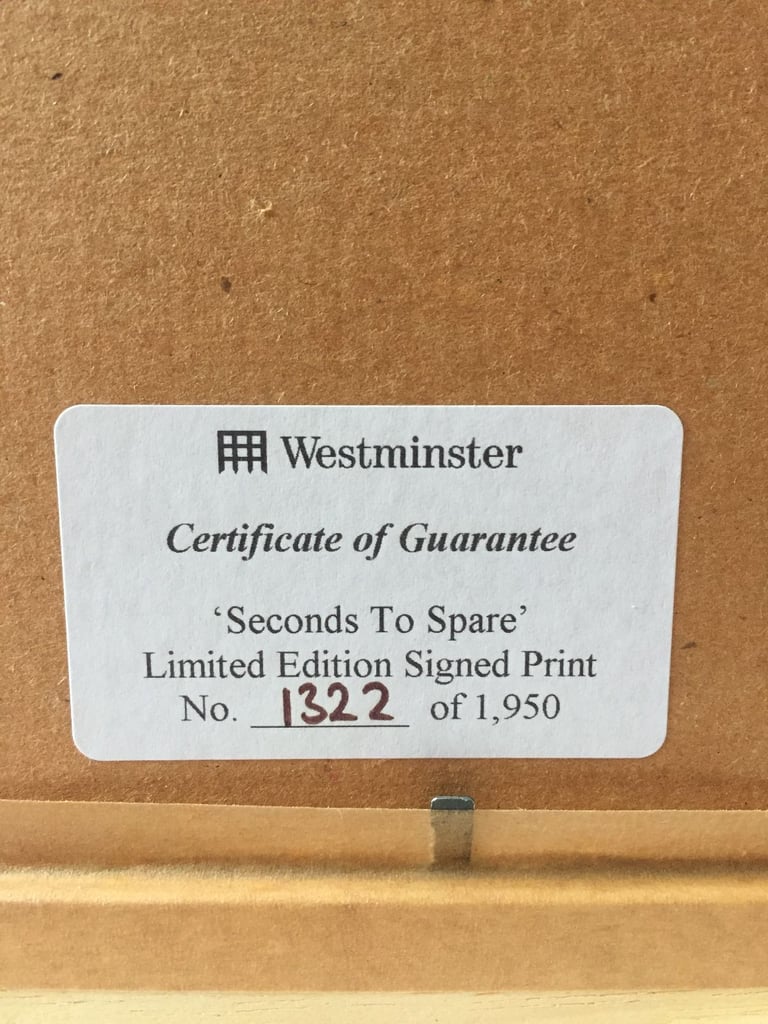 Westminster
Certificate of Guarantee
‘Seconds To Spare’
Limited Edition Signed Print
No. 1322 of 1,950